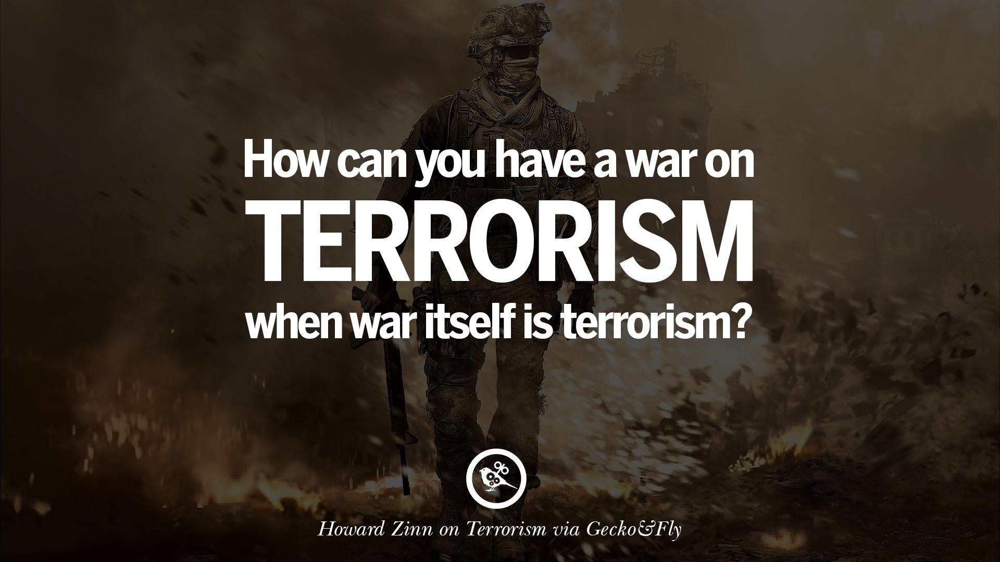 How can you have a war on
TERRORISM
when war itself is terrorism?
Howard Zinn on Terrorism via Gecko&Fly